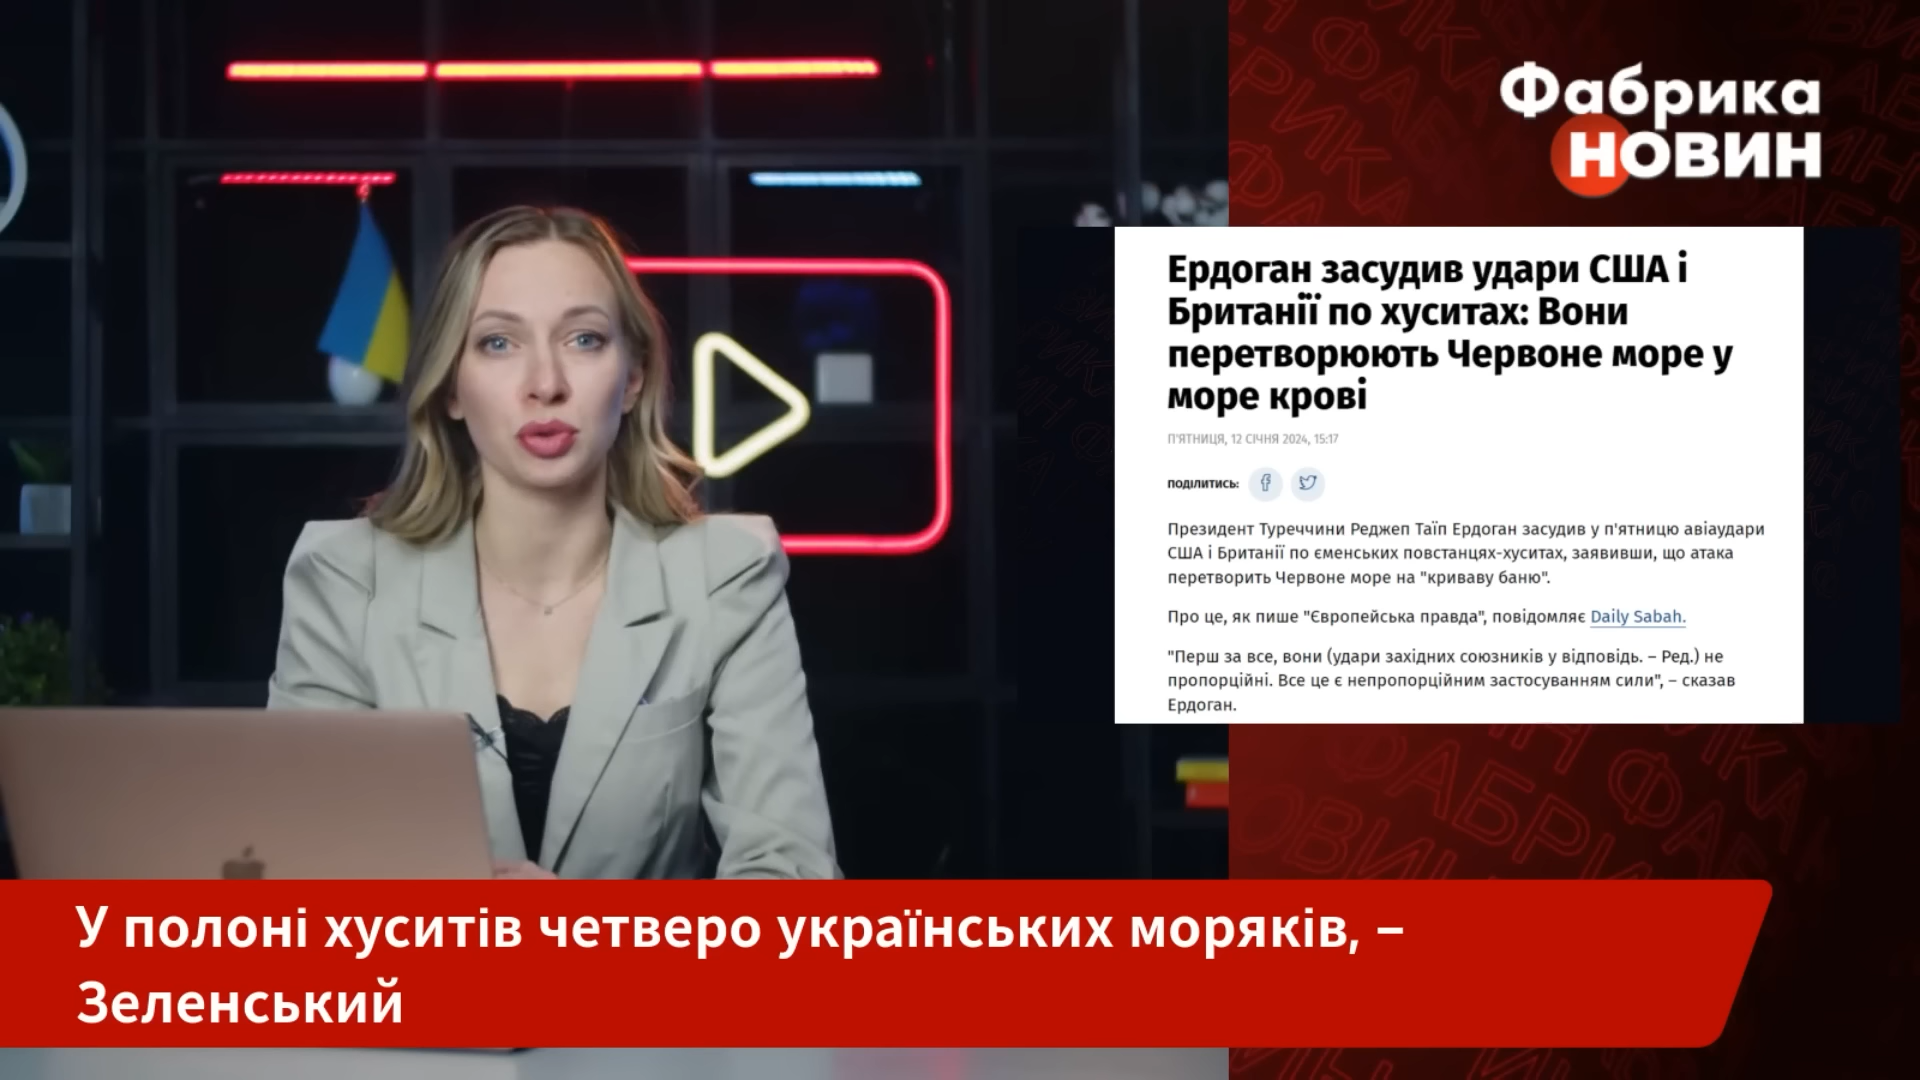 Фабрика
новин
Ердоган засудив удари США і
Британії по хуситах: Вони
перетворюють Червоне море у
море крові
П'ЯТНИЦЯ, 12 СІЧНЯ 2024, 15:17
ПОДІЛИТИСЬ:
Президент Туреччини Реджеп Таїп Ердоган засудив у п'ятницю авіаудари
США і Британії по єменських повстанцях-хуситах, заявивши, що атака
перетворить Червоне море на "криваву баню".
Про це, як пише "Європейська правда", повідомляє Daily Sabah.
"Перш за все, вони (удари західних союзників у відповідь. – Ред.) не
пропорційні. Все це є непропорційним застосуванням сили", – сказав
Ердоган.
У полоні хуситів четверо українських моряків, –
Зеленський